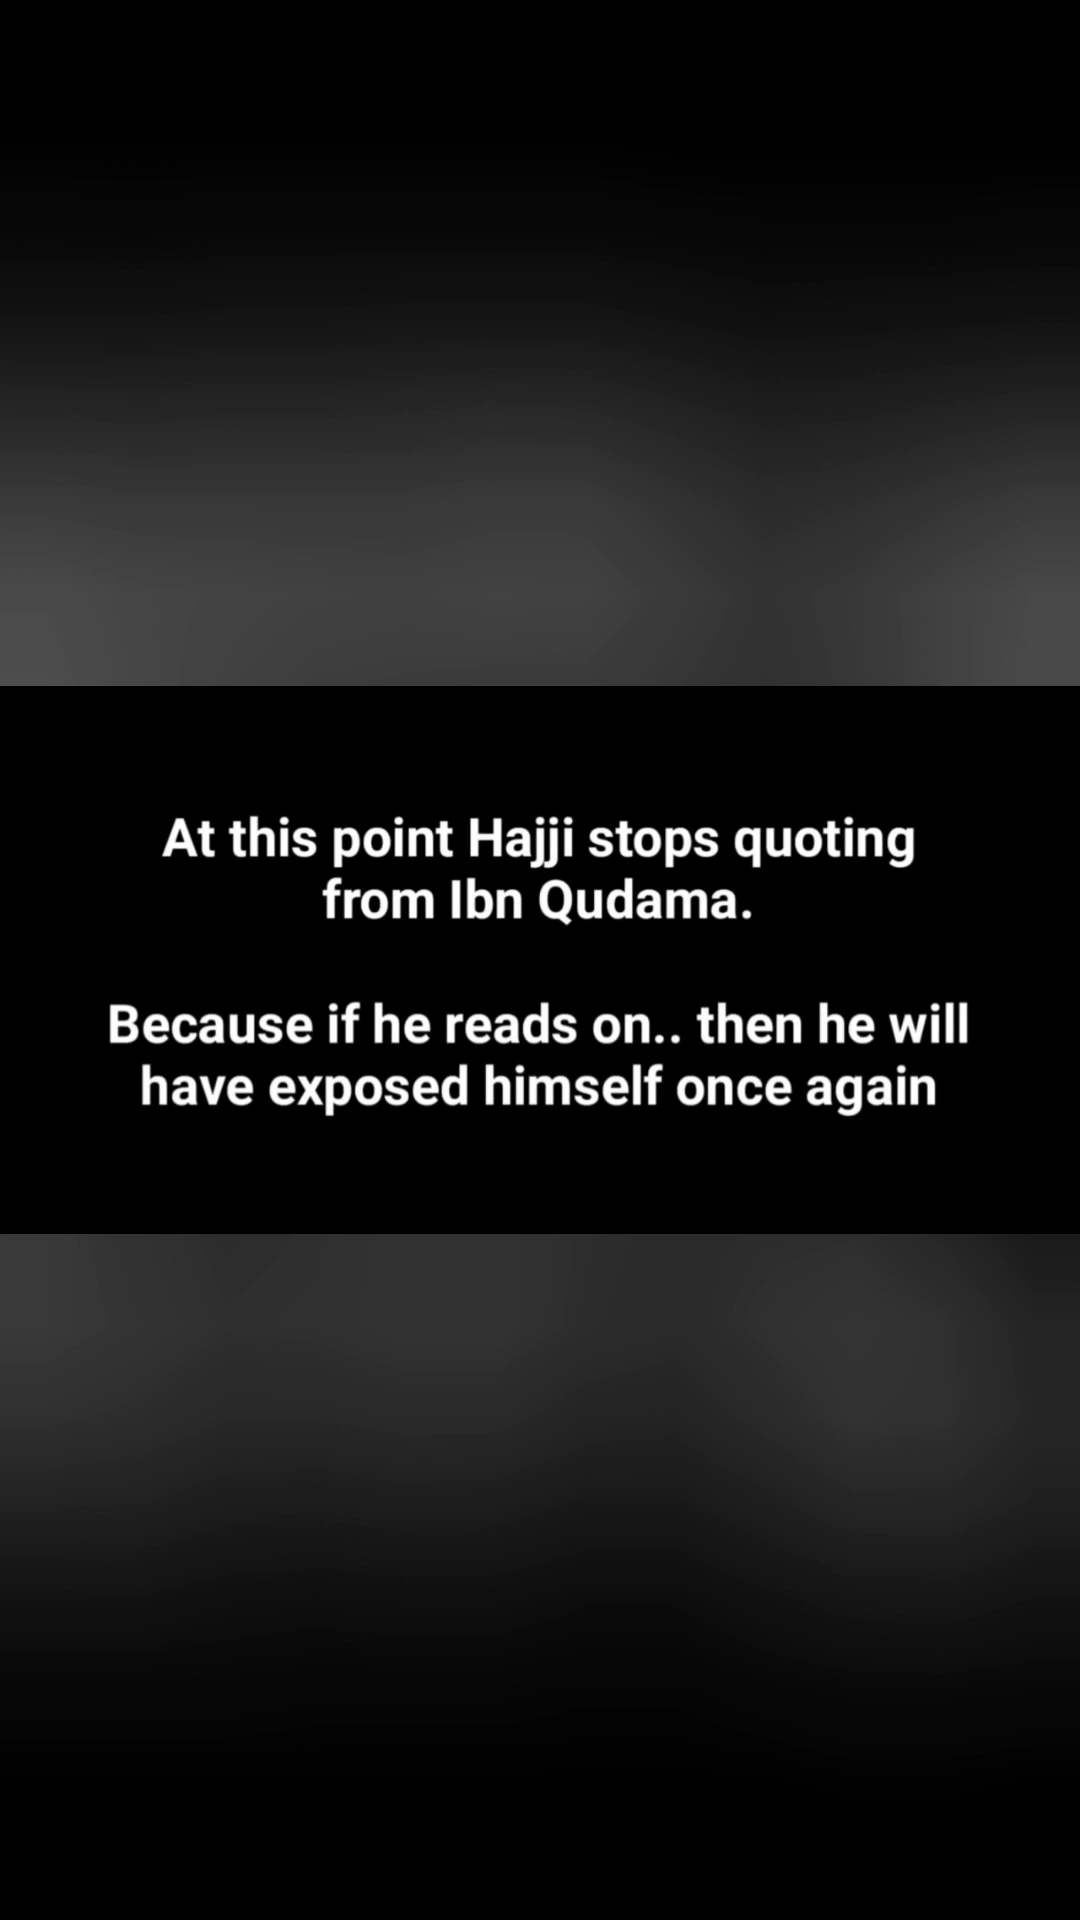 At this point Hajji stops quoting
from Ibn Qudama.
Because if he reads on.. then he will
have exposed himself once again